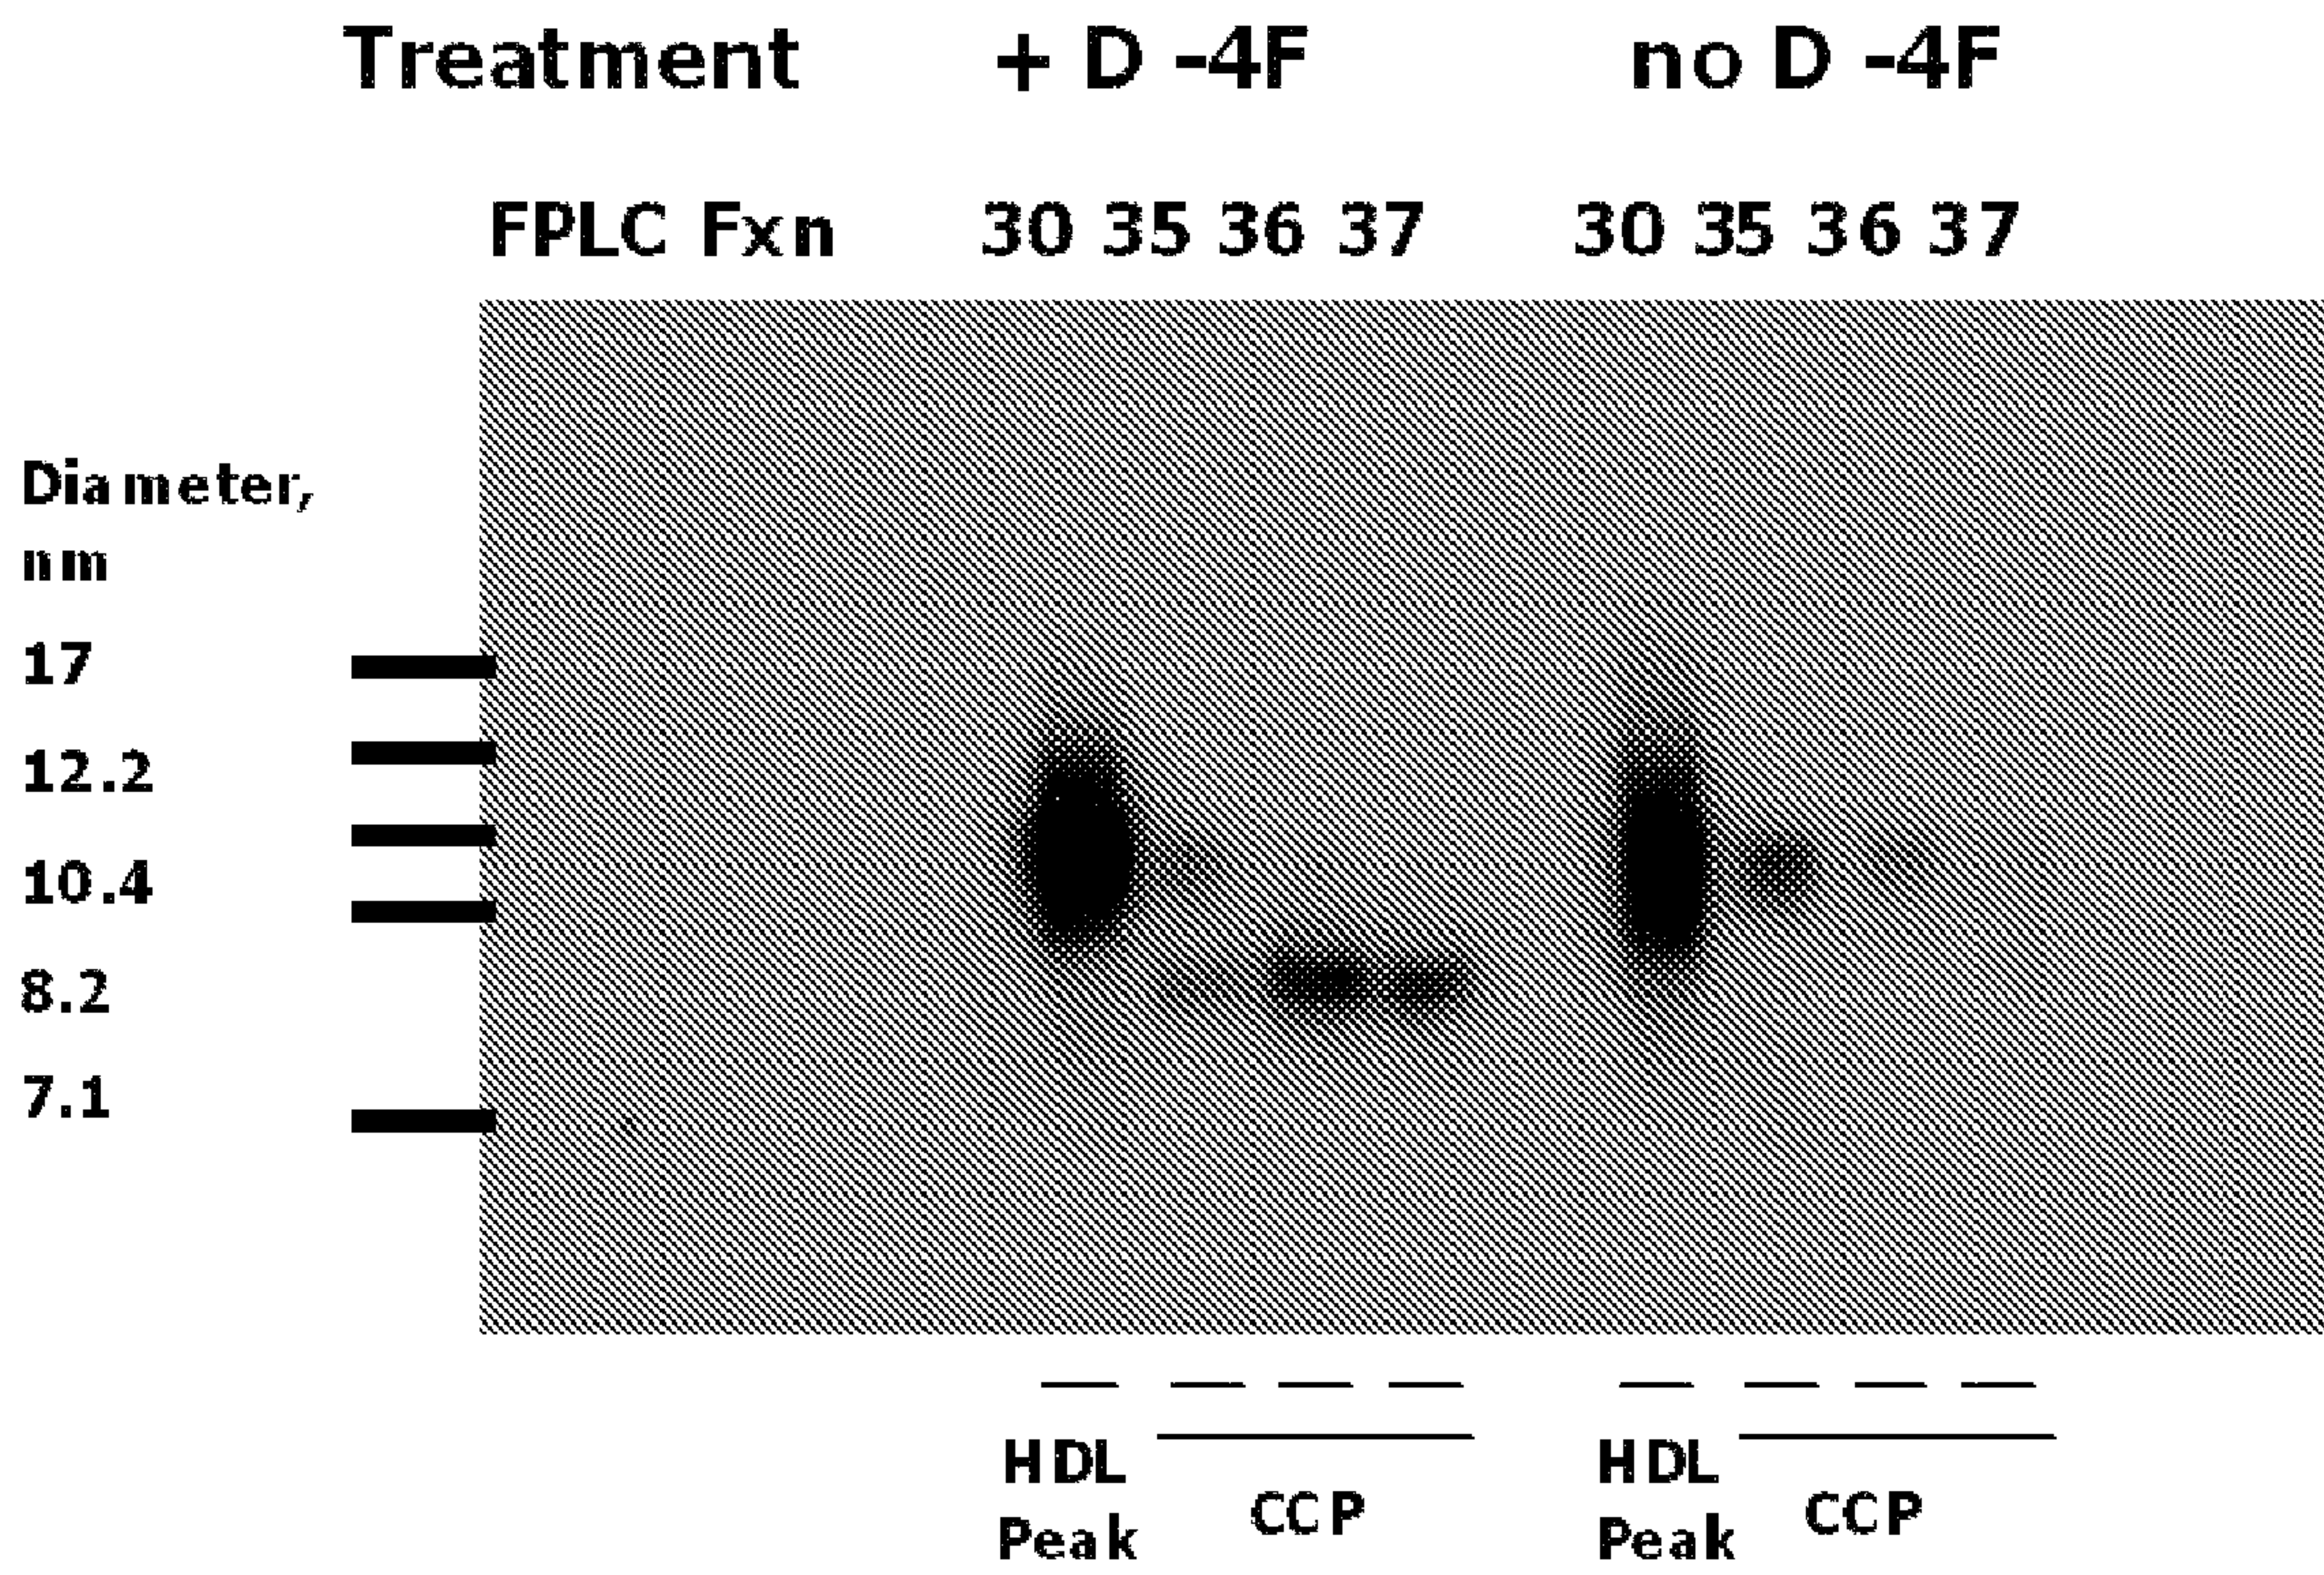 Treatment + D -4F no D -4F
FPLC Fxn 30 35 36 37 30 35 36 37
Diameter,
nm
17
12.2
10.4
8.2
7.1
HDL HDL
Peak CCP Peak CCP